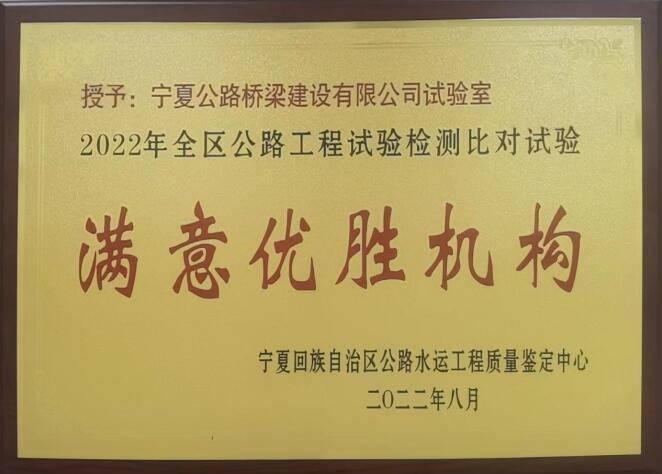 授予：宁夏公路桥梁建设有限公司试验室
2022年全区公路工程试验检测比对试验
满意优胜机构
宁夏回族自治区公路水运工程质量鉴定中心
二〇二二年八月